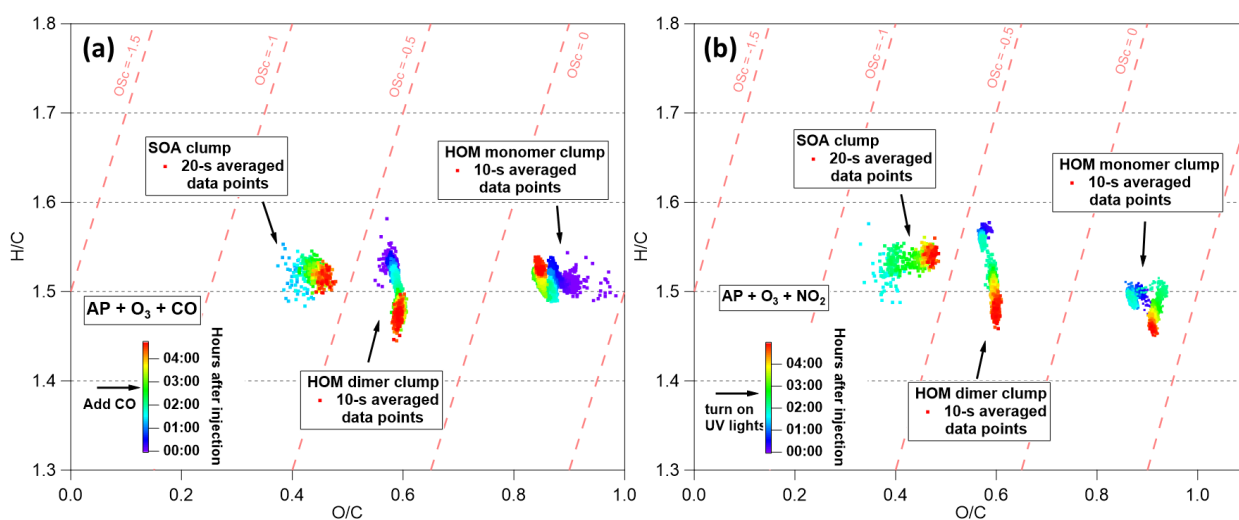 (a)
OSc = -1.5
OSc = -1
OSc = -0.5
OSc = 0
1.8
1.7
1.6
1.5
1.4
1.3
H/C
0.0
0.2
0.4
0.6
0.8
1.0
O/C
SOA clump
20-s averaged
data points
HOM monomer clump
10-s averaged
data points
AP + O₃ + CO
HOM dimer clump
10-s averaged
data points
Add CO
04:00
03:00
02:00
01:00
00:00
Hours after injection
(b)
OSc = -1.5
OSc = -1
OSc = -0.5
OSc = 0
1.8
1.7
1.6
1.5
1.4
1.3
H/C
0.0
0.2
0.4
0.6
0.8
1.0
O/C
SOA clump
20-s averaged
data points
HOM monomer clump
10-s averaged
data points
AP + O₃ + NO₂
HOM dimer clump
10-s averaged
data points
turn on
UV lights
04:00
03:00
02:00
01:00
00:00
Hours after injection